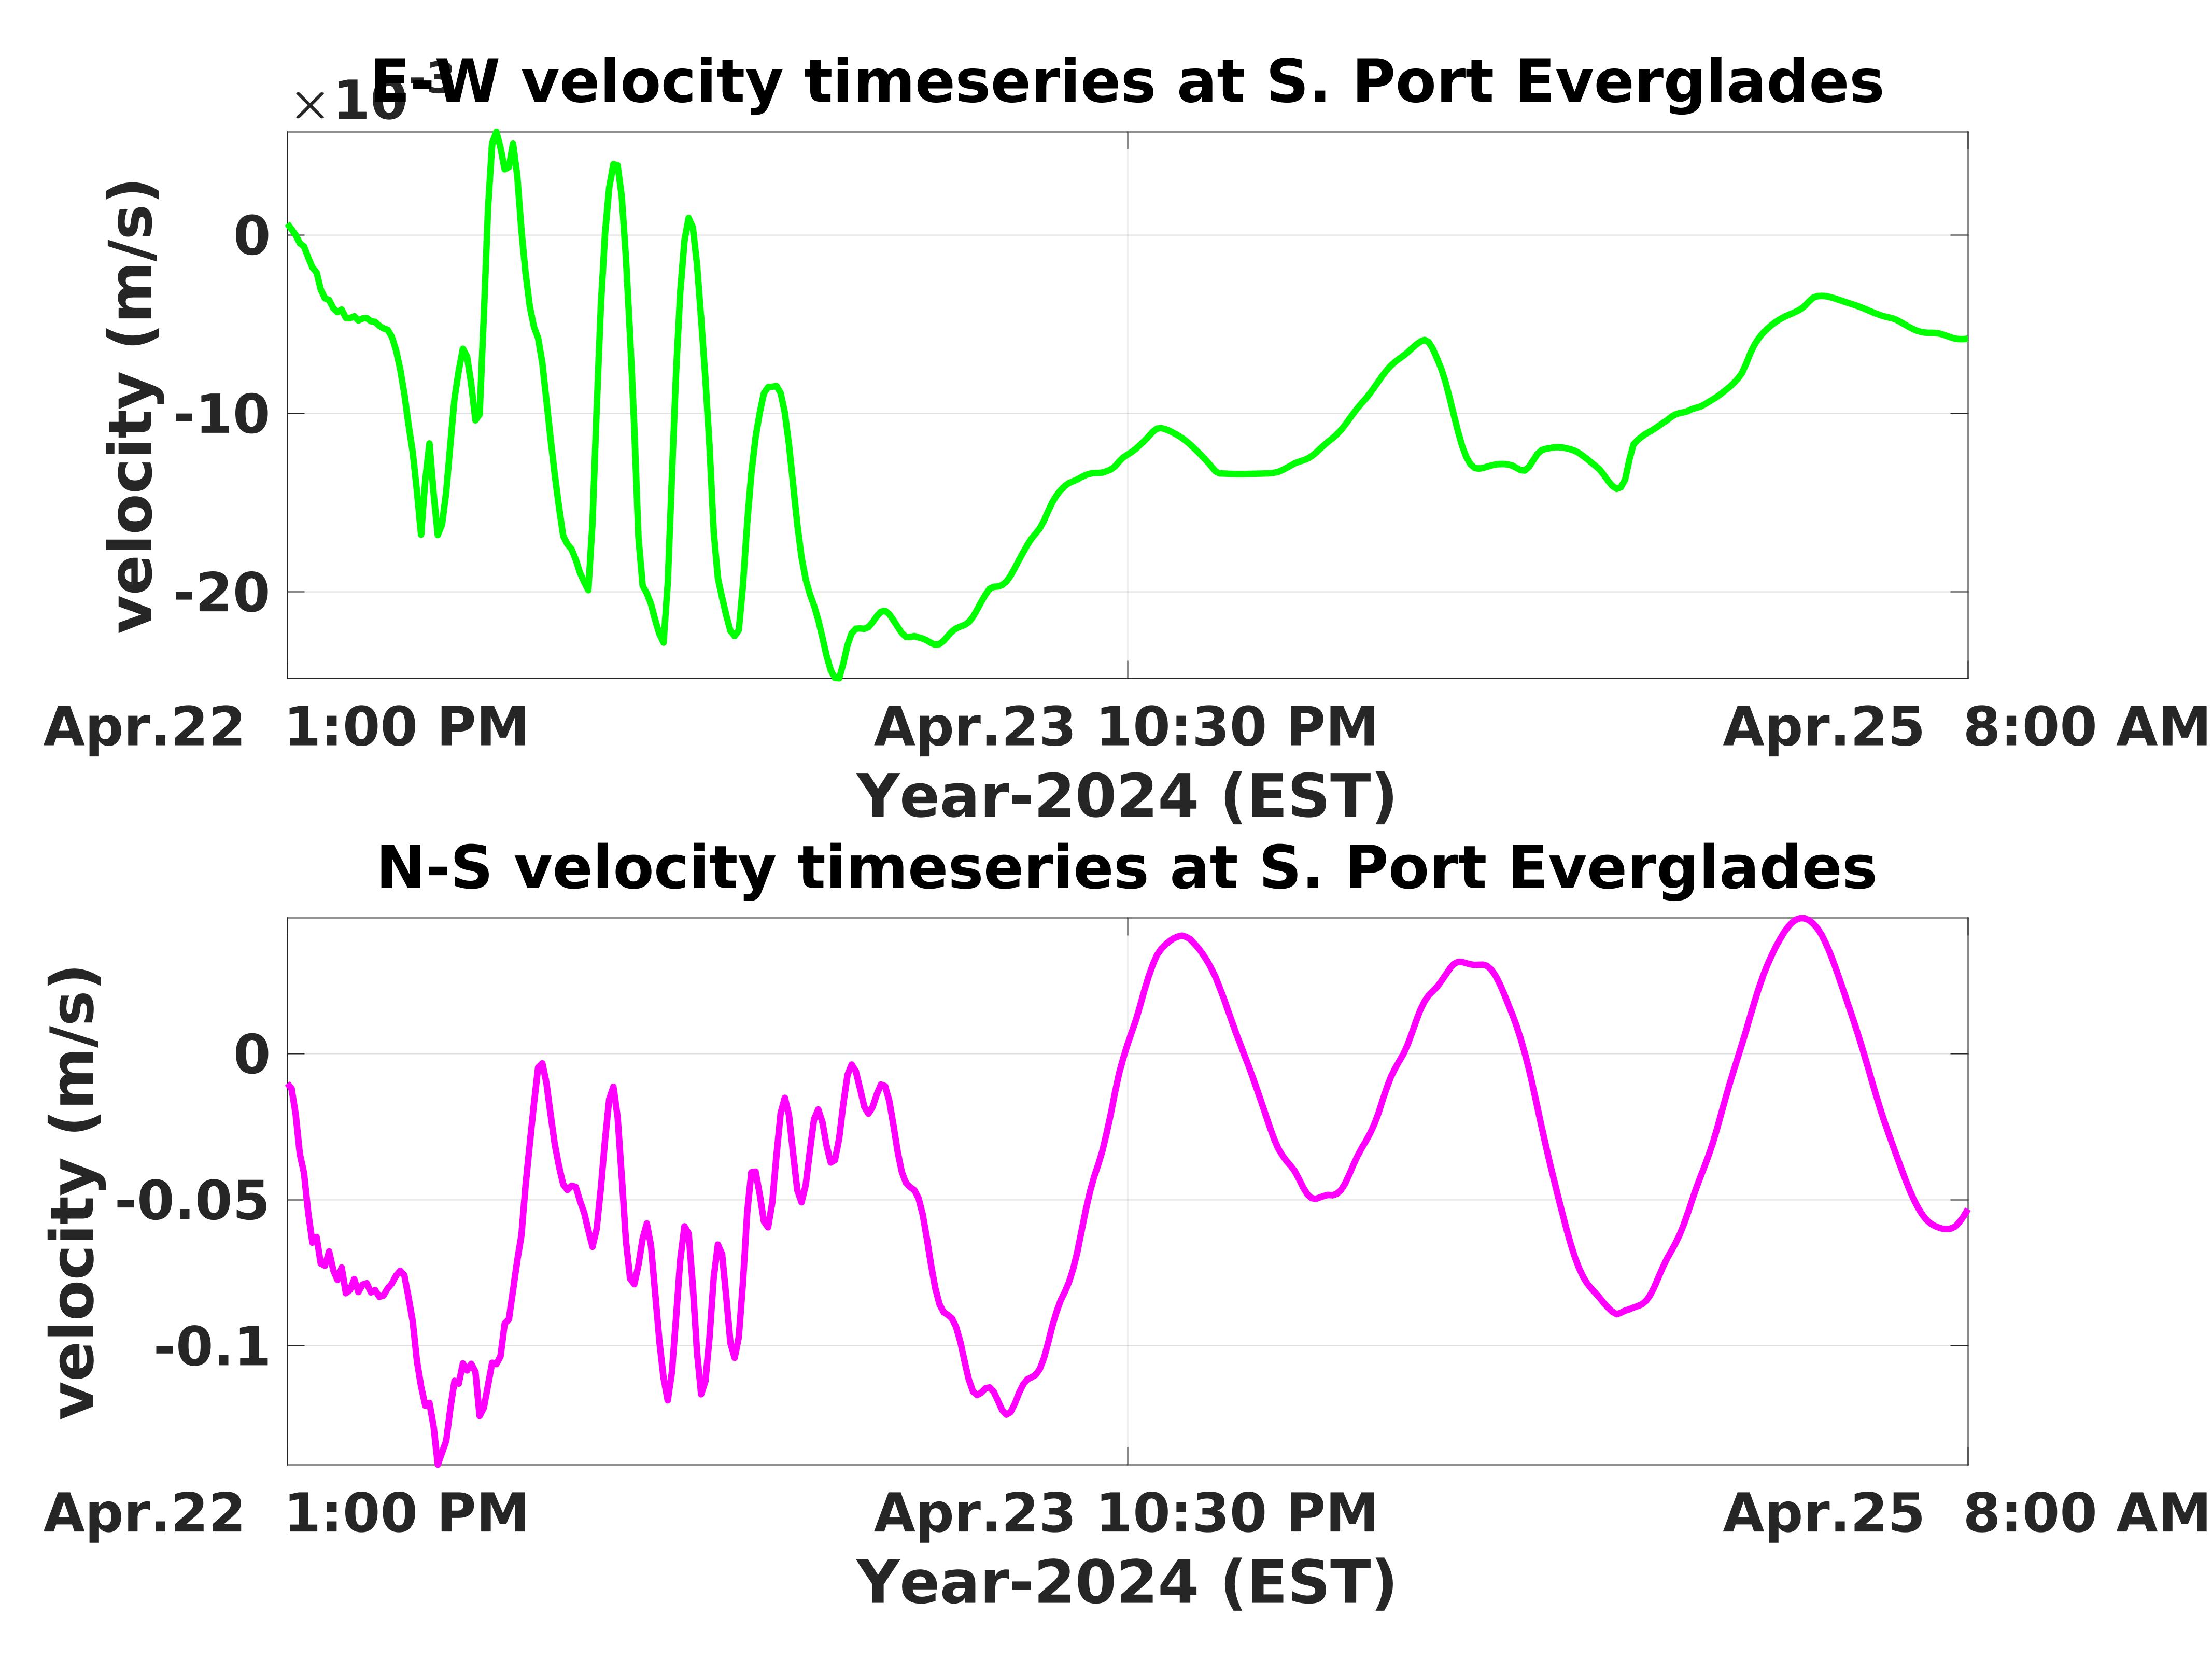 ×10-3
E-W velocity timeseries at S. Port Everglades
velocity (m/s)
0
-10
-20
Apr.22  1:00 PM
Apr.23 10:30 PM
Apr.25  8:00 AM
Year-2024 (EST)
N-S velocity timeseries at S. Port Everglades
velocity (m/s)
0
-0.05
-0.1
Apr.22  1:00 PM
Apr.23 10:30 PM
Apr.25  8:00 AM
Year-2024 (EST)